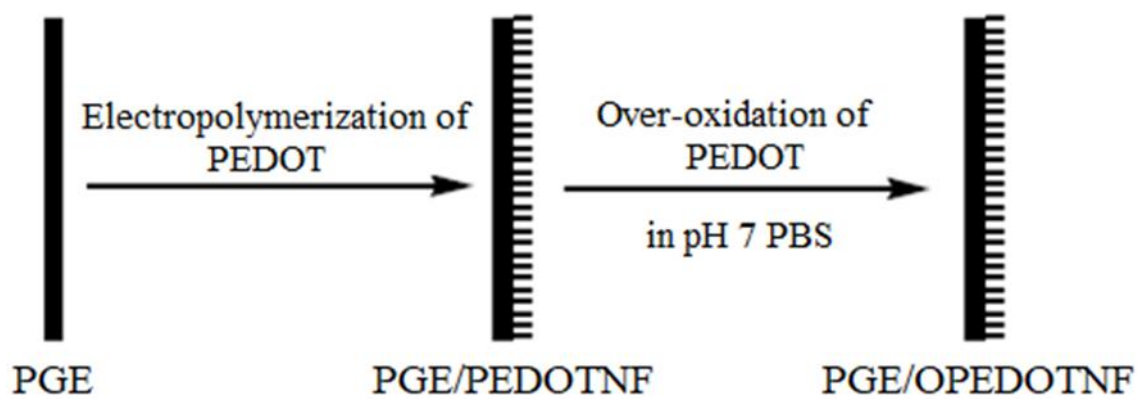 Electropolymerization of
PEDOT
Over-oxidation of
PEDOT
in pH 7 PBS
PGE
PGE/PEDOTNF
PGE/OPEDOTNF